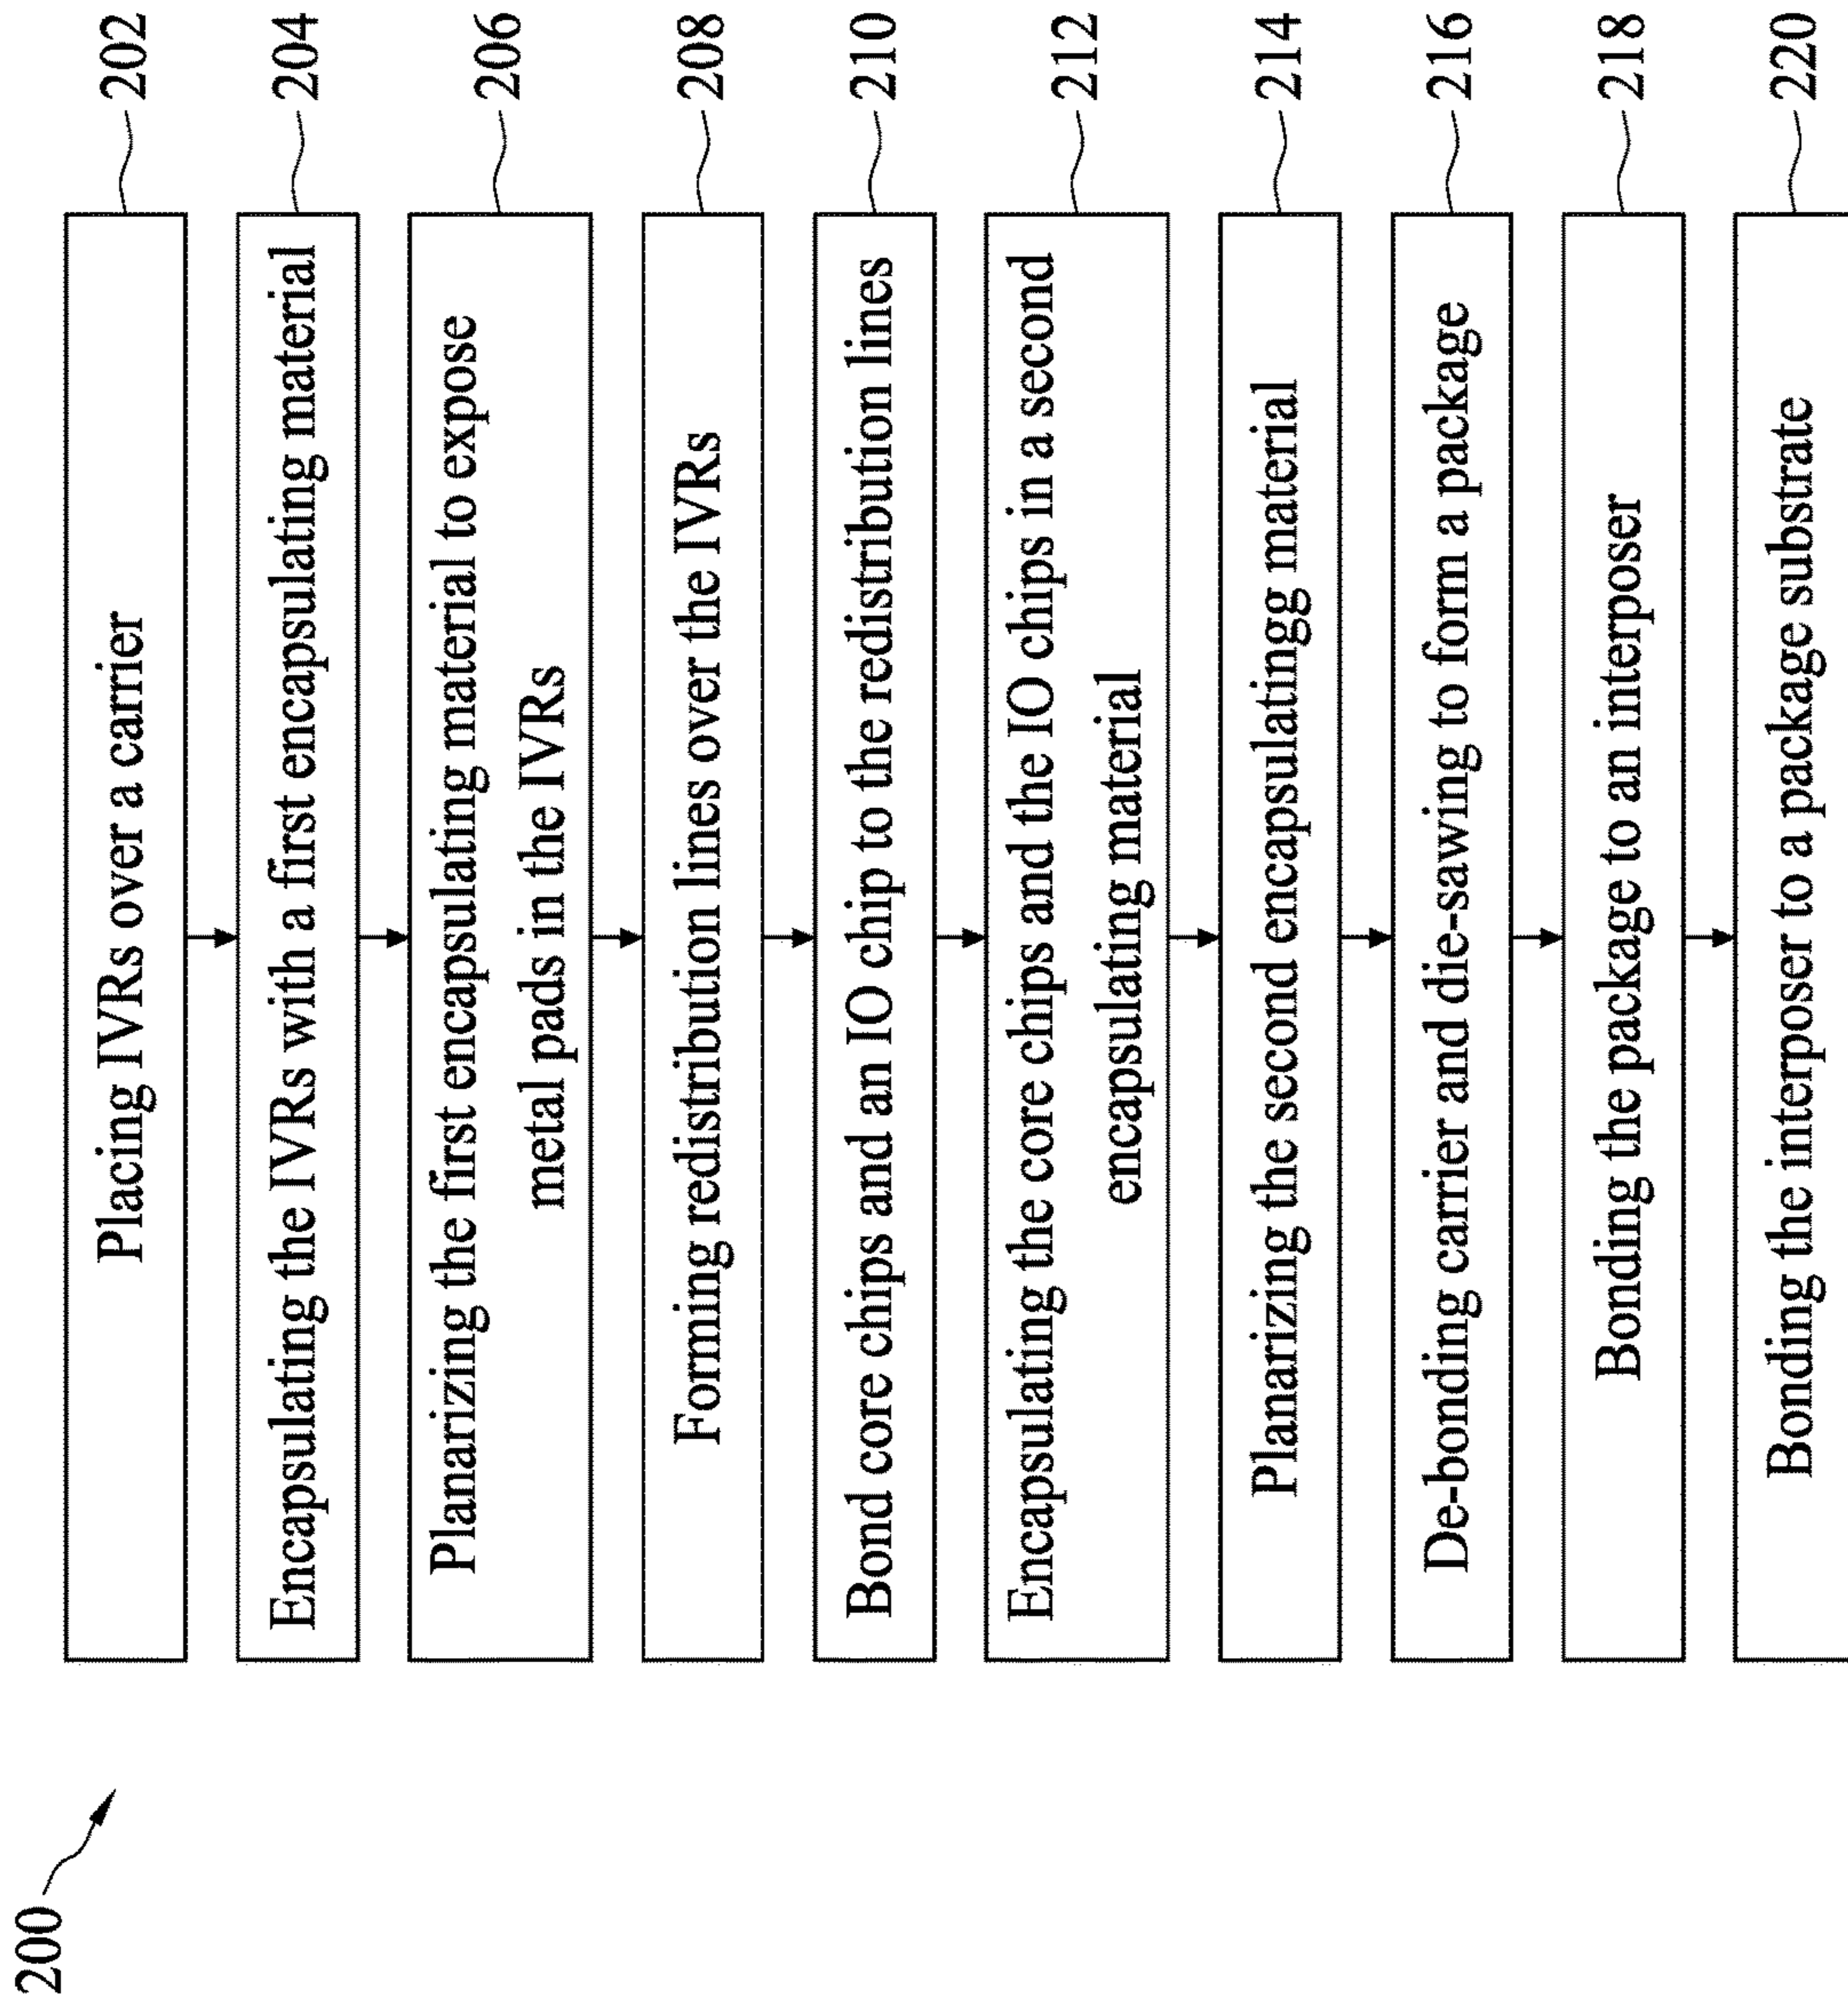 200
Placing IVRs over a carrier
202
Encapsulating the IVRs with a first encapsulating material
204
Planarizing the first encapsulating material to expose
metal pads in the IVRs
206
Forming redistribution lines over the IVRs
208
Bond core chips and an IO chip to the redistribution lines
210
Encapsulating the core chips and the IO chips in a second
encapsulating material
212
Planarizing the second encapsulatingg material
214
De-bonding carrier and die-sawing to form a package
216
Bonding the package to an interposer
218
Bonding the interposer to a package substrate
220